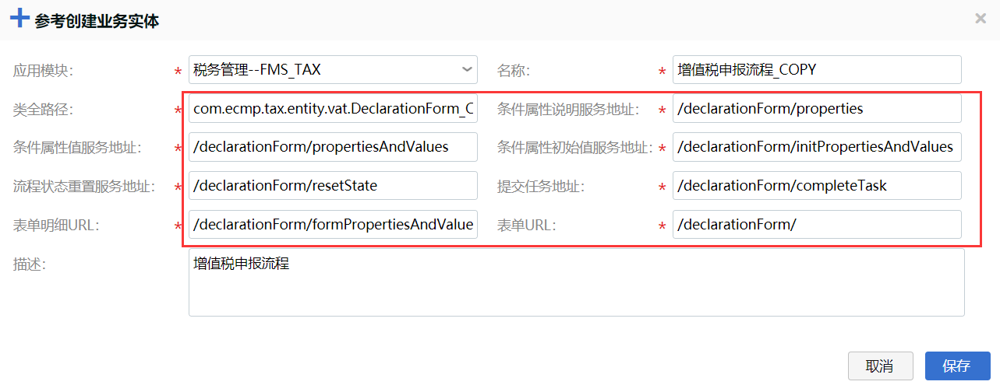 参考创建业务实体
应用模块: * 税务管理--FMS_TAX 名称: * 增值税申报流程_COPY
类全路径: * com.ecmp.tax.entity.vat.DeclarationForm_C 条件属性说明服务地址: * /declarationForm/properties
条件属性值服务地址: * /declarationForm/propertiesAndValues 条件属性初始值服务地址: * /declarationForm/initPropertiesAndValues
流程状态重置服务地址: * /declarationForm/resetState 提交任务地址: * /declarationForm/completeTask
表单明细URL: * /declarationForm/formPropertiesAndValue 表单URL: * /declarationForm/
描述: 增值税申报流程
取消 保存